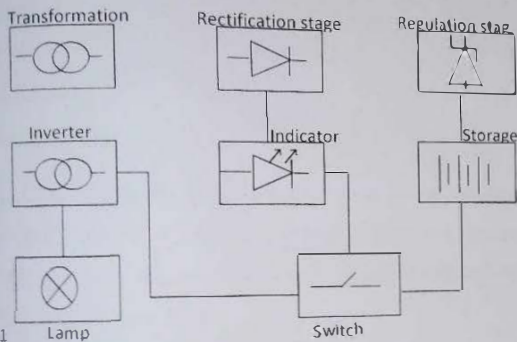 Transformation
Rectification stage
Regulation stag
Inverter
Indicator
Storage
Lamp
Switch
1